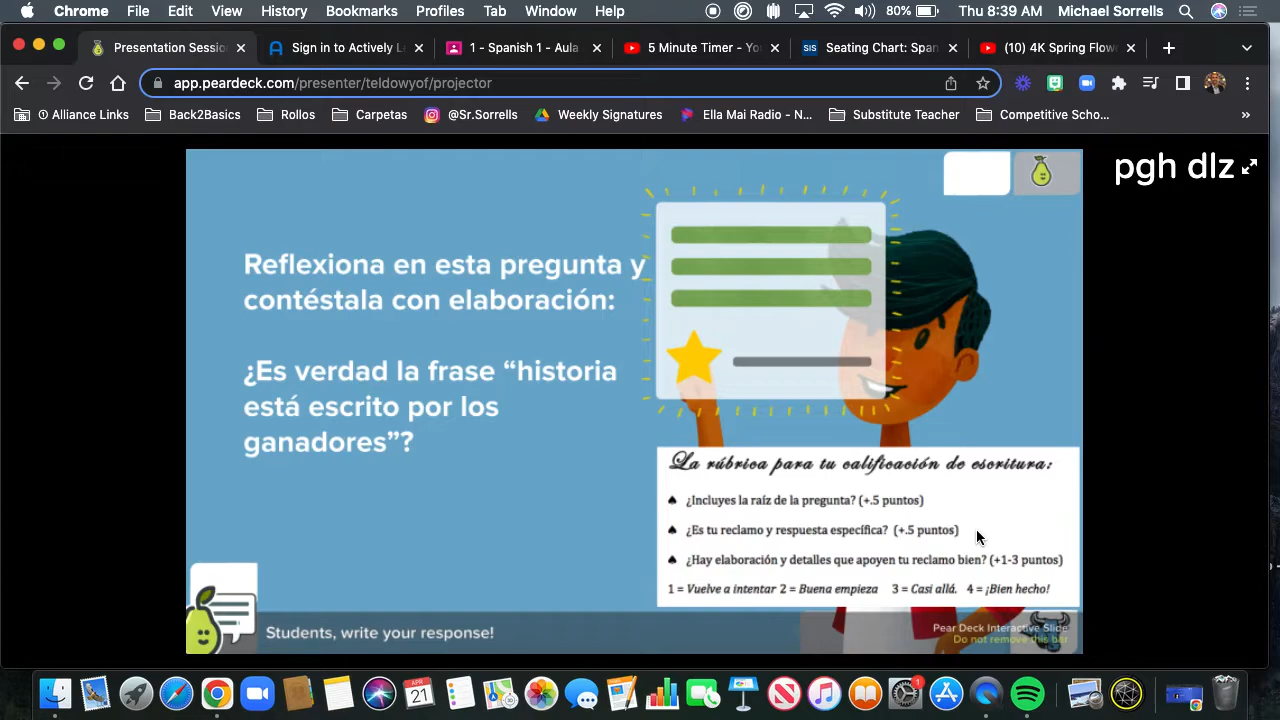 Chrome File Edit View History Bookmarks Profiles Tab Window Help 80% Thu 8:39 AM Michael Sorrells
Presentation Sessio Sign in to Actively L 1 - Spanish 1 - Aula 5 Minute Timer - Yo Seating Chart: Span (10) 4K Spring Flow
app.peardeck.com/presenter/teldowyof/projector
Alliance Links Back2Basics Rollos Carpetas @Sr.Sorrells Weekly Signatures Ella Mai Radio - N... Substitute Teacher Competitive Scho... »
pgh dlz
Reflexiona en esta pregunta y
contéstala con elaboración:
¿Es verdad la frase “historia
está escrito por los
ganadores”?
La rúbrica para tu calificación de escritura:
♠ ¿Incluyes la raíz de la pregunta? (+.5 puntos)
♠ ¿Es tu reclamo y respuesta específica? (+.5 puntos)
♠ ¿Hay elaboración y detalles que apoyen tu reclamo bien? (+1-3 puntos)
1 = Vuelve a intentar 2 = Buena empieza 3 = Casi allá. 4 = ¡Bien hecho!
Students, write your response!
Pear Deck Interactive Slide
Do not remove this bar
APR
21
1